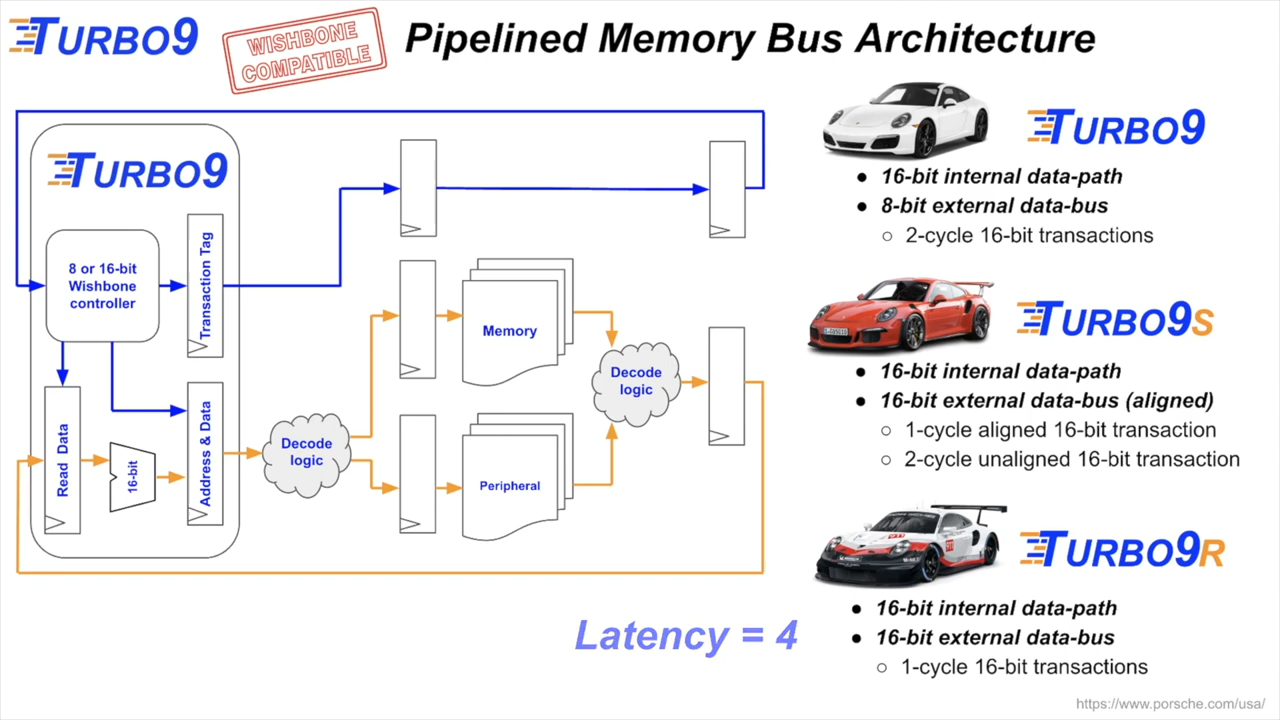 TURBO9
WISHBONE
COMPATIBLE
Pipelined Memory Bus Architecture
TURBO9
8 or 16-bit
Wishbone
controller
Transaction Tag
Read Data
16-bit
Address & Data
Decode
logic
Memory
Peripheral
Decode
logic
Latency = 4
TURBO9
● 16-bit internal data-path
● 8-bit external data-bus
○ 2-cycle 16-bit transactions
TURBO9S
● 16-bit internal data-path
● 16-bit external data-bus (aligned)
○ 1-cycle aligned 16-bit transaction
○ 2-cycle unaligned 16-bit transaction
TURBO9R
● 16-bit internal data-path
● 16-bit external data-bus
○ 1-cycle 16-bit transactions
https://www.porsche.com/usa/